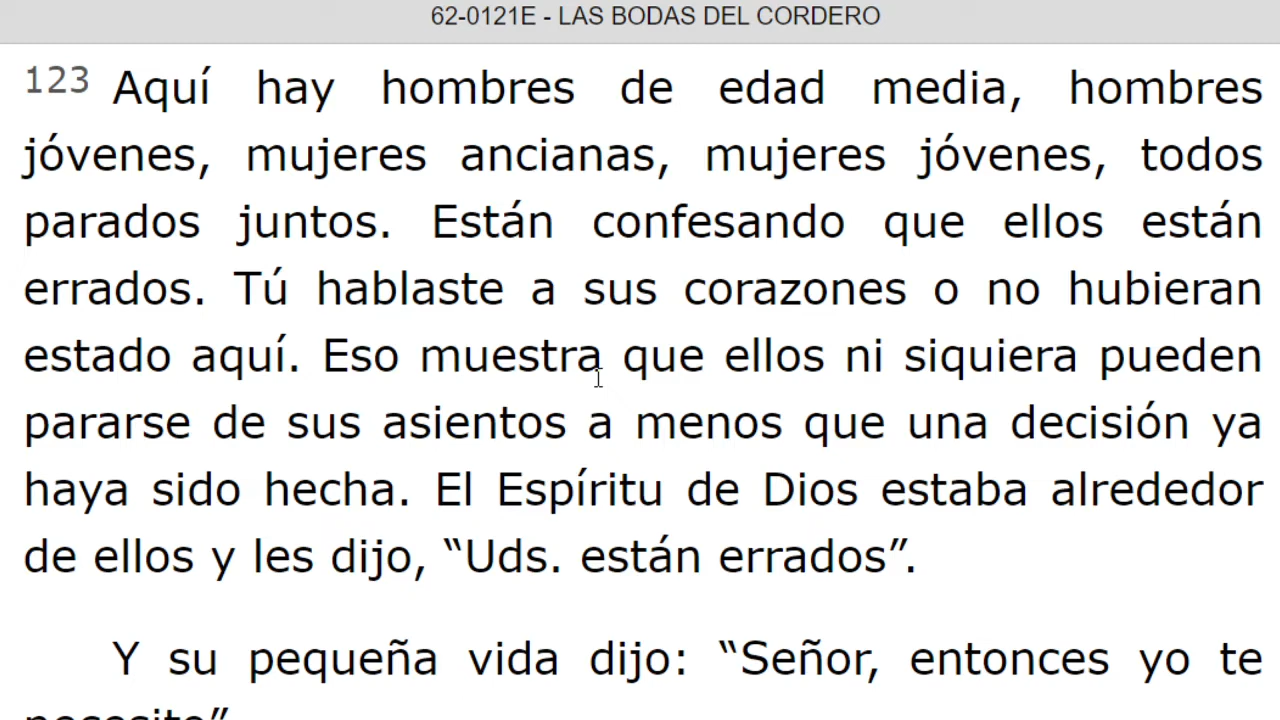 62-0121E - LAS BODAS DEL CORDERO
123 Aquí hay hombres de edad media, hombres
jóvenes, mujeres ancianas, mujeres jóvenes, todos
parados juntos. Están confesando que ellos están
errados. Tú hablaste a sus corazones o no hubieran
estado aquí. Eso muestra que ellos ni siquiera pueden
pararse de sus asientos a menos que una decisión ya
haya sido hecha. El Espíritu de Dios estaba alrededor
de ellos y les dijo, “Uds. están errados”.
Y su pequeña vida dijo: “Señor, entonces yo te
necesito”